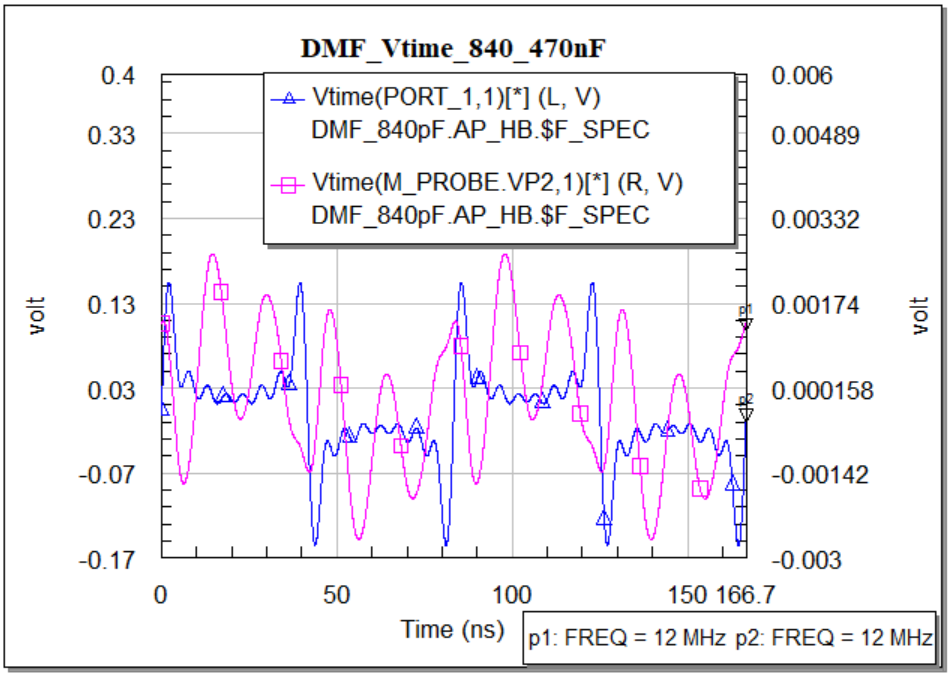 DMF_Vtime_840_470nF
0.4
0.33
0.23
0.13
0.03
-0.07
-0.17
volt
Vtime(PORT_1,1)[*] (L, V)
DMF_840pF.AP_HB.$F_SPEC
Vtime(M_PROBE.VP2,1)[*] (R, V)
DMF_840pF.AP_HB.$F_SPEC
0.006
0.00489
0.00332
0.00174
0.000158
-0.00142
-0.003
volt
p1
p2
0 50 100 150 166.7
Time (ns)
p1: FREQ = 12 MHz p2: FREQ = 12 MHz